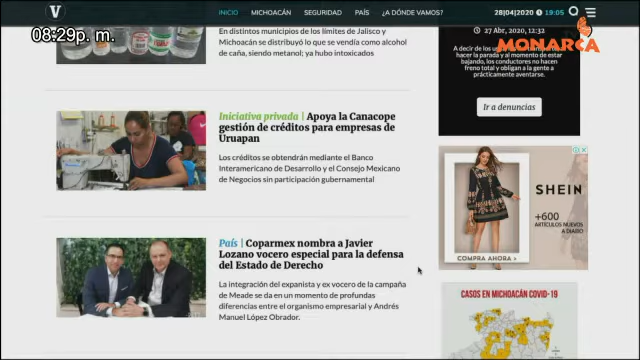 08:29p. m.
V
INICIO MICHOACÁN SEGURIDAD PAÍS ¿A DÓNDE VAMOS?
28|04|2020 19:05
MONARCA
En distintos municipios de los límites de Jalisco y
Michoacán se distribuyó lo que se vendía como alcohol
de caña, siendo metanol; ya hubo intoxicados
Iniciativa privada | Apoya la Canacope
gestión de créditos para empresas de
Uruapan
Los créditos se obtendrán mediante el Banco
Interamericano de Desarrollo y el Consejo Mexicano
de Negocios sin participación gubernamental
País | Coparmex nombra a Javier
Lozano vocero especial para la defensa
del Estado de Derecho
La integración del expanista y ex vocero de la campaña
de Meade se da en un momento de profundas
diferencias entre el organismo empresarial y Andrés
Manuel López Obrador.
27 Abr, 2020, 12:32
A decir de los
hacer la parada y al momento de estar
bajando, los conductores no hacen
freno total y obligan a la gente a
prácticamente aventarse.
Ir a denuncias
SHEIN
+600
ARTÍCULOS NUEVOS
A DIARIO
COMPRA AHORA >
CASOS EN MICHOACÁN COVID-19